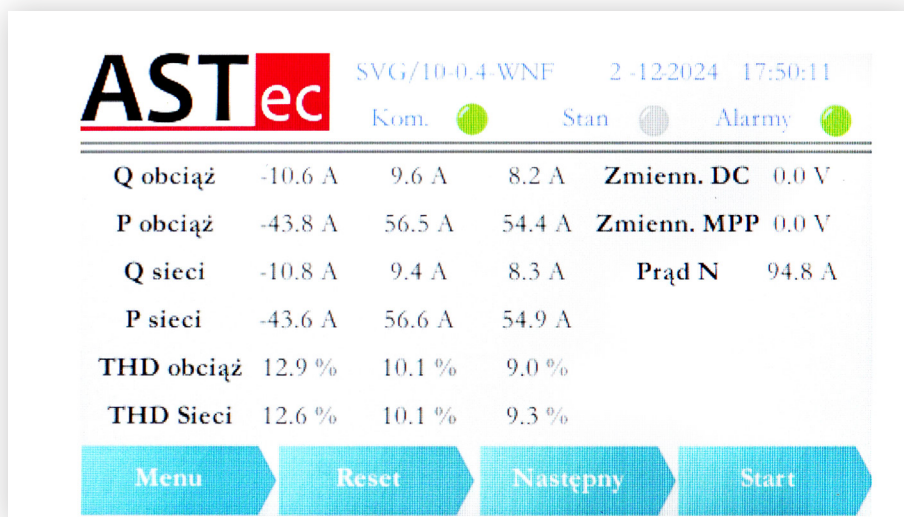 ASTec SVG/10-0.4-WNF 2 -12-2024 17:50:11
Kom. Stan Alarmy
Q obciąż -10.6 A 9.6 A 8.2 A Zmienn. DC 0.0 V
P obciąż -43.8 A 56.5 A 54.4 A Zmienn. MPP 0.0 V
Q sieci -10.8 A 9.4 A 8.3 A Prąd N 94.8 A
P sieci -43.6 A 56.6 A 54.9 A
THD obciąż 12.9 % 10.1 % 9.0 %
THD Sieci 12.6 % 10.1 % 9.3 %
Menu Reset Następny Start